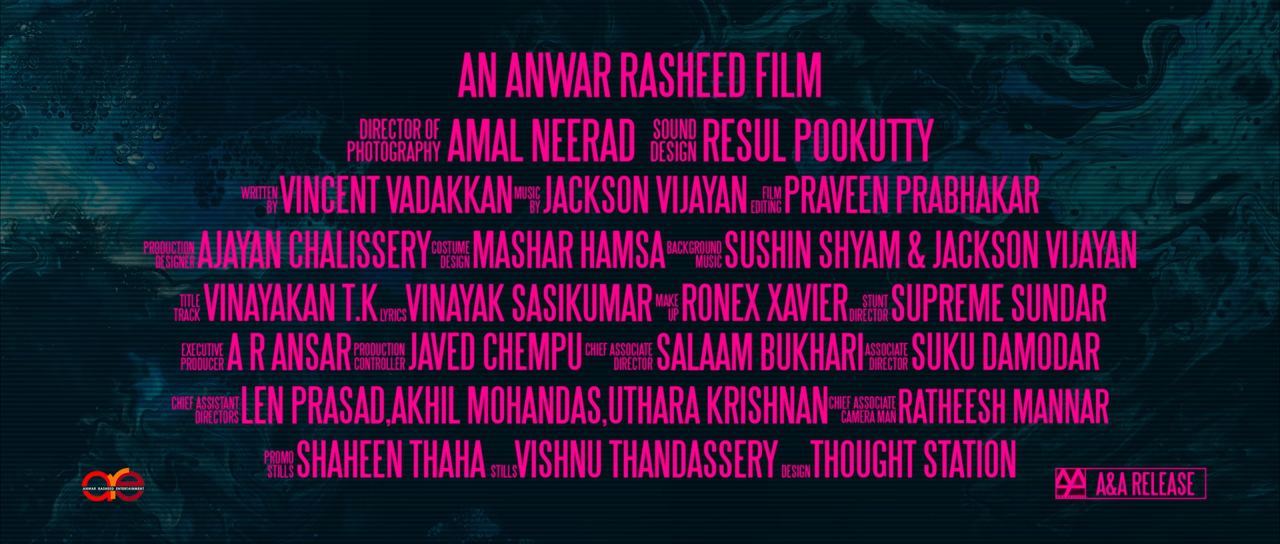 AN ANWAR RASHEED FILM
DIRECTOR OF PHOTOGRAPHY AMAL NEERAD SOUND DESIGN RESUL POOKUTTY
WRITTEN BY VINCENT VADAKKAN MUSIC BY JACKSON VIJAYAN FILM EDITING PRAVEEN PRABHAKAR
PRODUCTION DESIGNER AJAYAN CHALISSERY COSTUME DESIGN MASHAR HAMSA BACKGROUND MUSIC SUSHIN SHYAM & JACKSON VIJAYAN
TITLE TRACK VINAYAKAN T.K LYRICS VINAYAK SASIKUMAR MAKE UP RONEX XAVIER STUNT DIRECTOR SUPREME SUNDAR
EXECUTIVE PRODUCER A R ANSAR PRODUCTION CONTROLLER JAVED CHEMPU CHIEF ASSOCIATE DIRECTOR SALAAM BUKHARI ASSOCIATE DIRECTOR SUKU DAMODAR
CHIEF ASSISTANT DIRECTORS LEN PRASAD,AKHIL MOHANDAS,UTHARA KRISHNAN CHIEF ASSOCIATE CAMERA MAN RATHEESH MANNAR
PROMO STILLS SHAHEEN THAHA STILLS VISHNU THANDASSERY DESIGN THOUGHT STATION
are
ANWAR RASHEED ENTERTAINMENT
A&A RELEASE